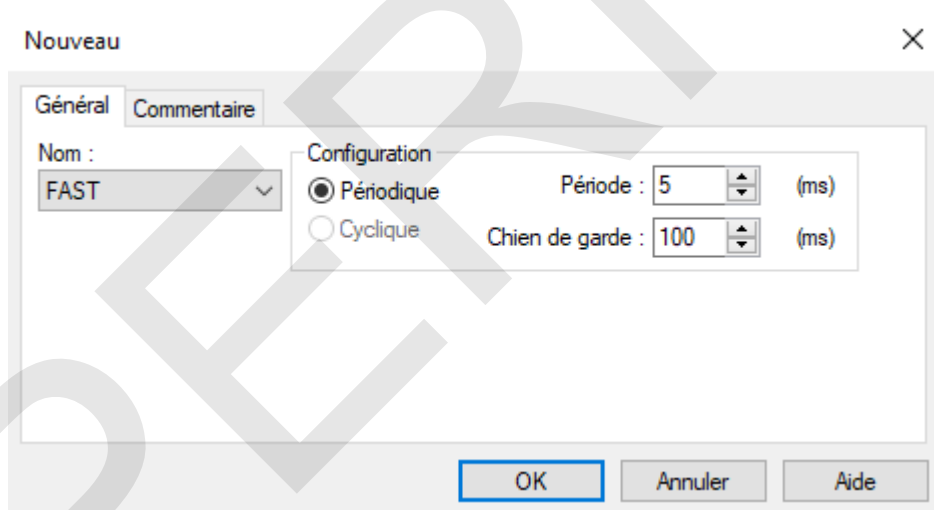 Nouveau
Général Commentaire
Nom :
FAST
Configuration
Périodique
Cyclique
Période : 5 (ms)
Chien de garde : 100 (ms)
OK Annuler Aide
PERI